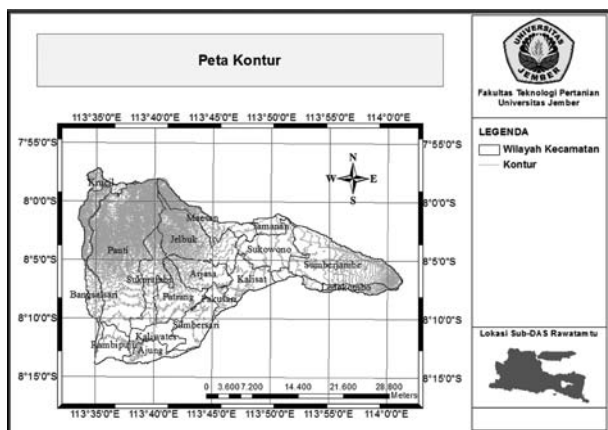 Peta Kontur
UNIVERSITAS
JEMBER
Fakultas Teknologi Pertanian
Universitas Jember
LEGENDA
Wilayah Kecamatan
Kontur
Lokasi Sub-DAS Rawatamtu
113°35'0"E 113°40'0"E 113°45'0"E 113°50'0"E 113°55'0"E 114°0'0"E
7°55'0"S 7°55'0"S
8°0'0"S 8°0'0"S
8°5'0"S 8°5'0"S
8°10'0"S 8°10'0"S
8°15'0"S 8°15'0"S
N
W E
S
Maesan
Tamanan
Jelbuk
Panti
Sukowono
Sumberjambe
Arjasa
Kalisat
Ledokombo
Sukorambi
Bangsalsari
Patrang
Pakusari
Sumbersari
Kaliwates
Rambipuji
Ajung
0 3.600 7.200 14.400 21.600 28.800
Meters
113°35'0"E 113°40'0"E 113°45'0"E 113°50'0"E 113°55'0"E 114°0'0"E